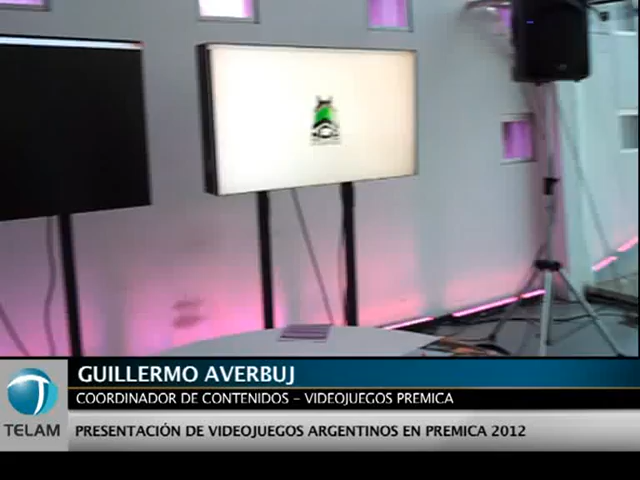 GUILLERMO AVERBUJ
COORDINADOR DE CONTENIDOS – VIDEOJUEGOS PREMICA
TELAM
PRESENTACIÓN DE VIDEOJUEGOS ARGENTINOS EN PREMICA 2012